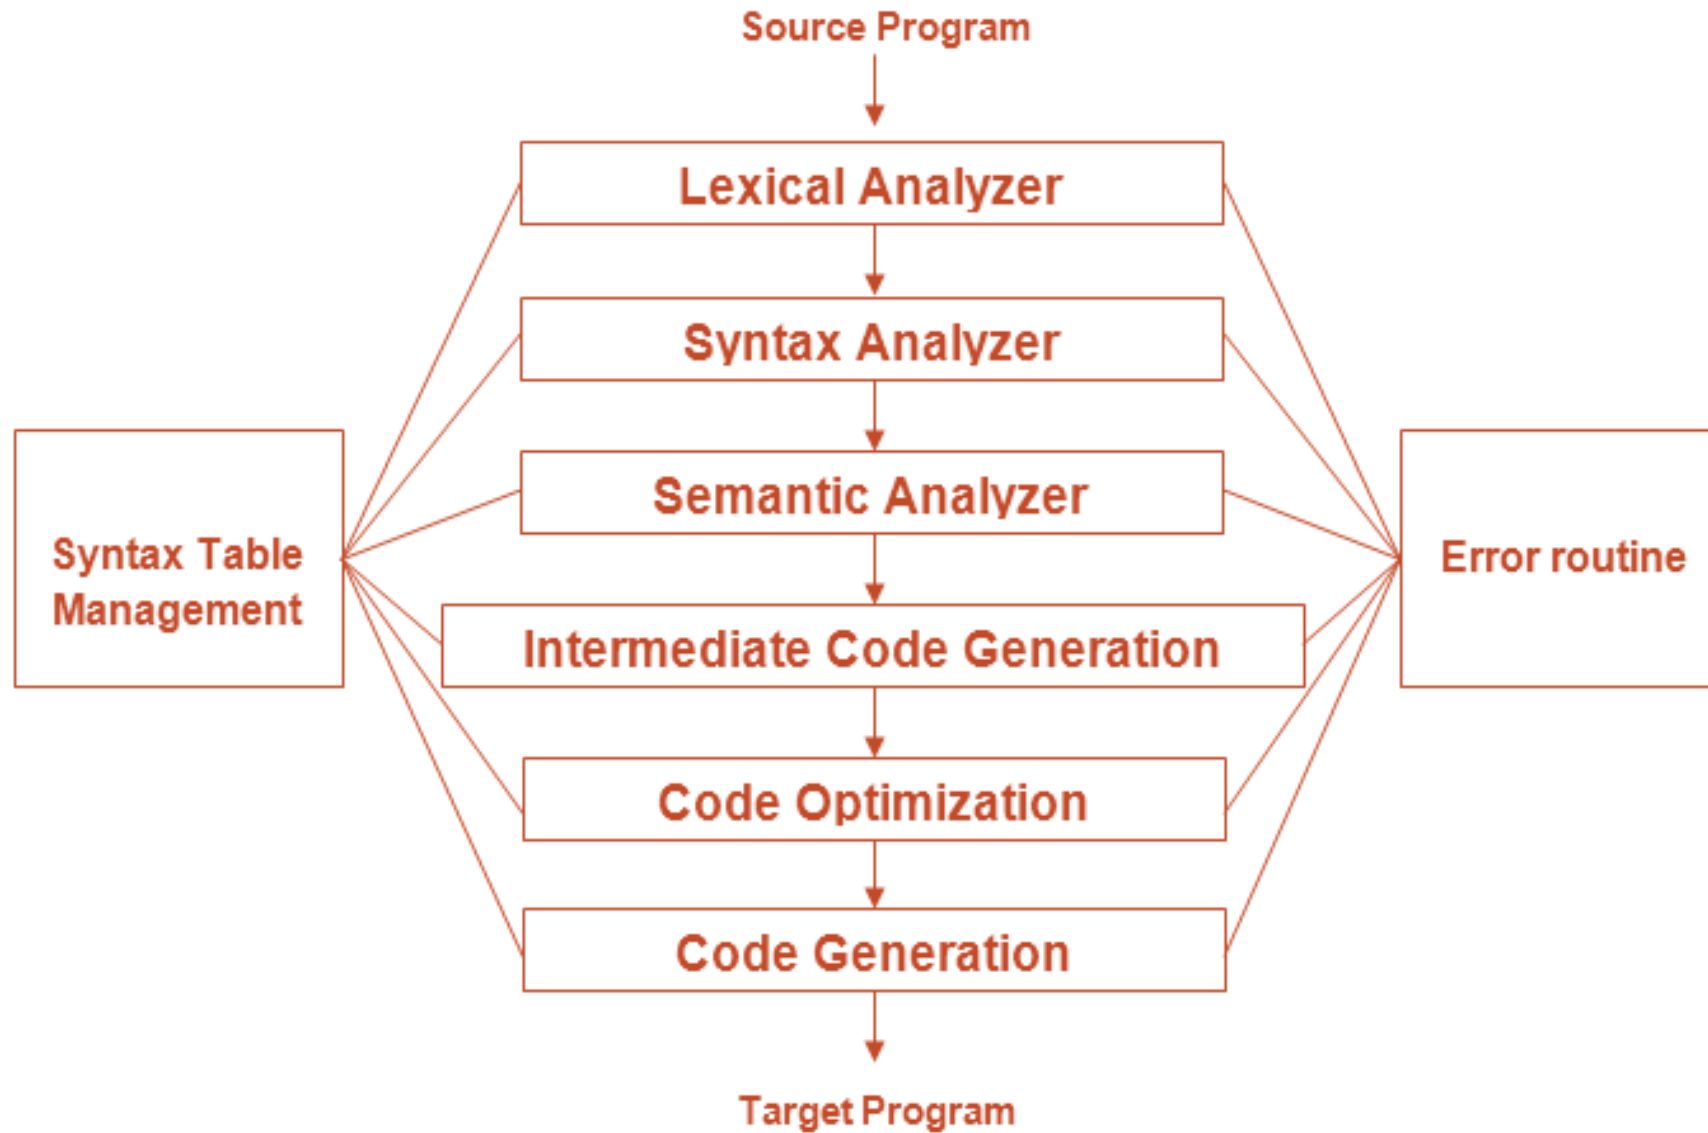 Source Program
Lexical Analyzer
Syntax Analyzer
Semantic Analyzer
Syntax Table
Management
Error routine
Intermediate Code Generation
Code Optimization
Code Generation
Target Program